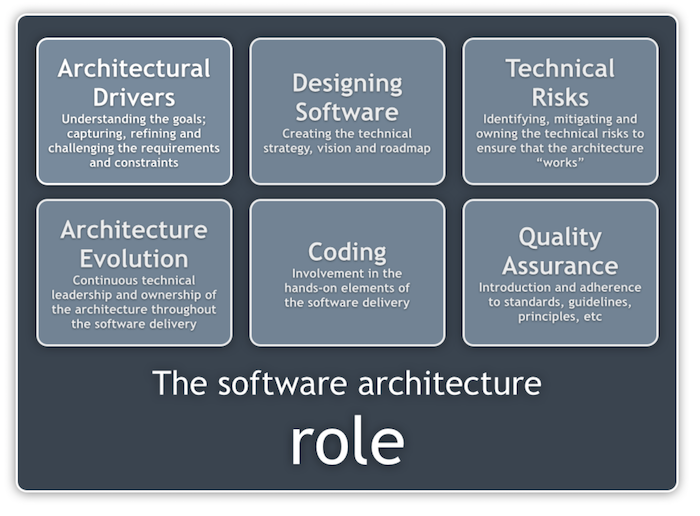 Architectural
Drivers
Understanding the goals;
capturing, refining and
challenging the requirements
and constraints
Designing
Software
Creating the technical
strategy, vision and roadmap
Technical
Risks
Identifying, mitigating and
owning the technical risks to
ensure that the architecture
“works”
Architecture
Evolution
Continuous technical
leadership and ownership of
the architecture throughout
the software delivery
Coding
Involvement in the
hands-on elements of
the software delivery
Quality
Assurance
Introduction and adherence
to standards, guidelines,
principles, etc
The software architecture
role